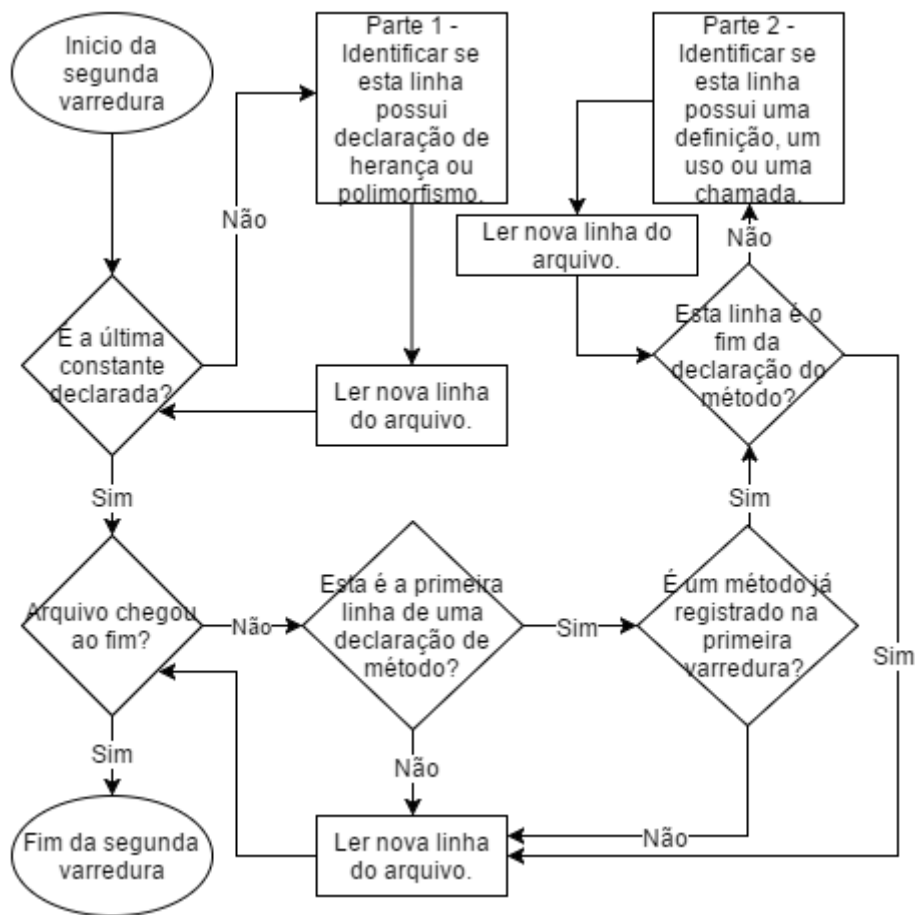 Inicio da
segunda
varredura
Parte 1 -
Identificar se
esta linha
possui
declaração de
herança ou
polimorfismo.
Parte 2 -
Identificar se
esta linha
possui uma
definição, um
uso ou uma
chamada.
Não
Ler nova linha do
arquivo.
Não
É a última
constante
declarada?
Ler nova linha
do arquivo.
Esta linha é o
fim da
declaração do
método?
Sim
Sim
Arquivo chegou
ao fim?
Não
Esta é a primeira
linha de uma
declaração de
método?
Sim
É um método já
registrado na
primeira
varredura?
Sim
Sim
Não
Não
Fim da segunda
varredura
Ler nova linha
do arquivo.